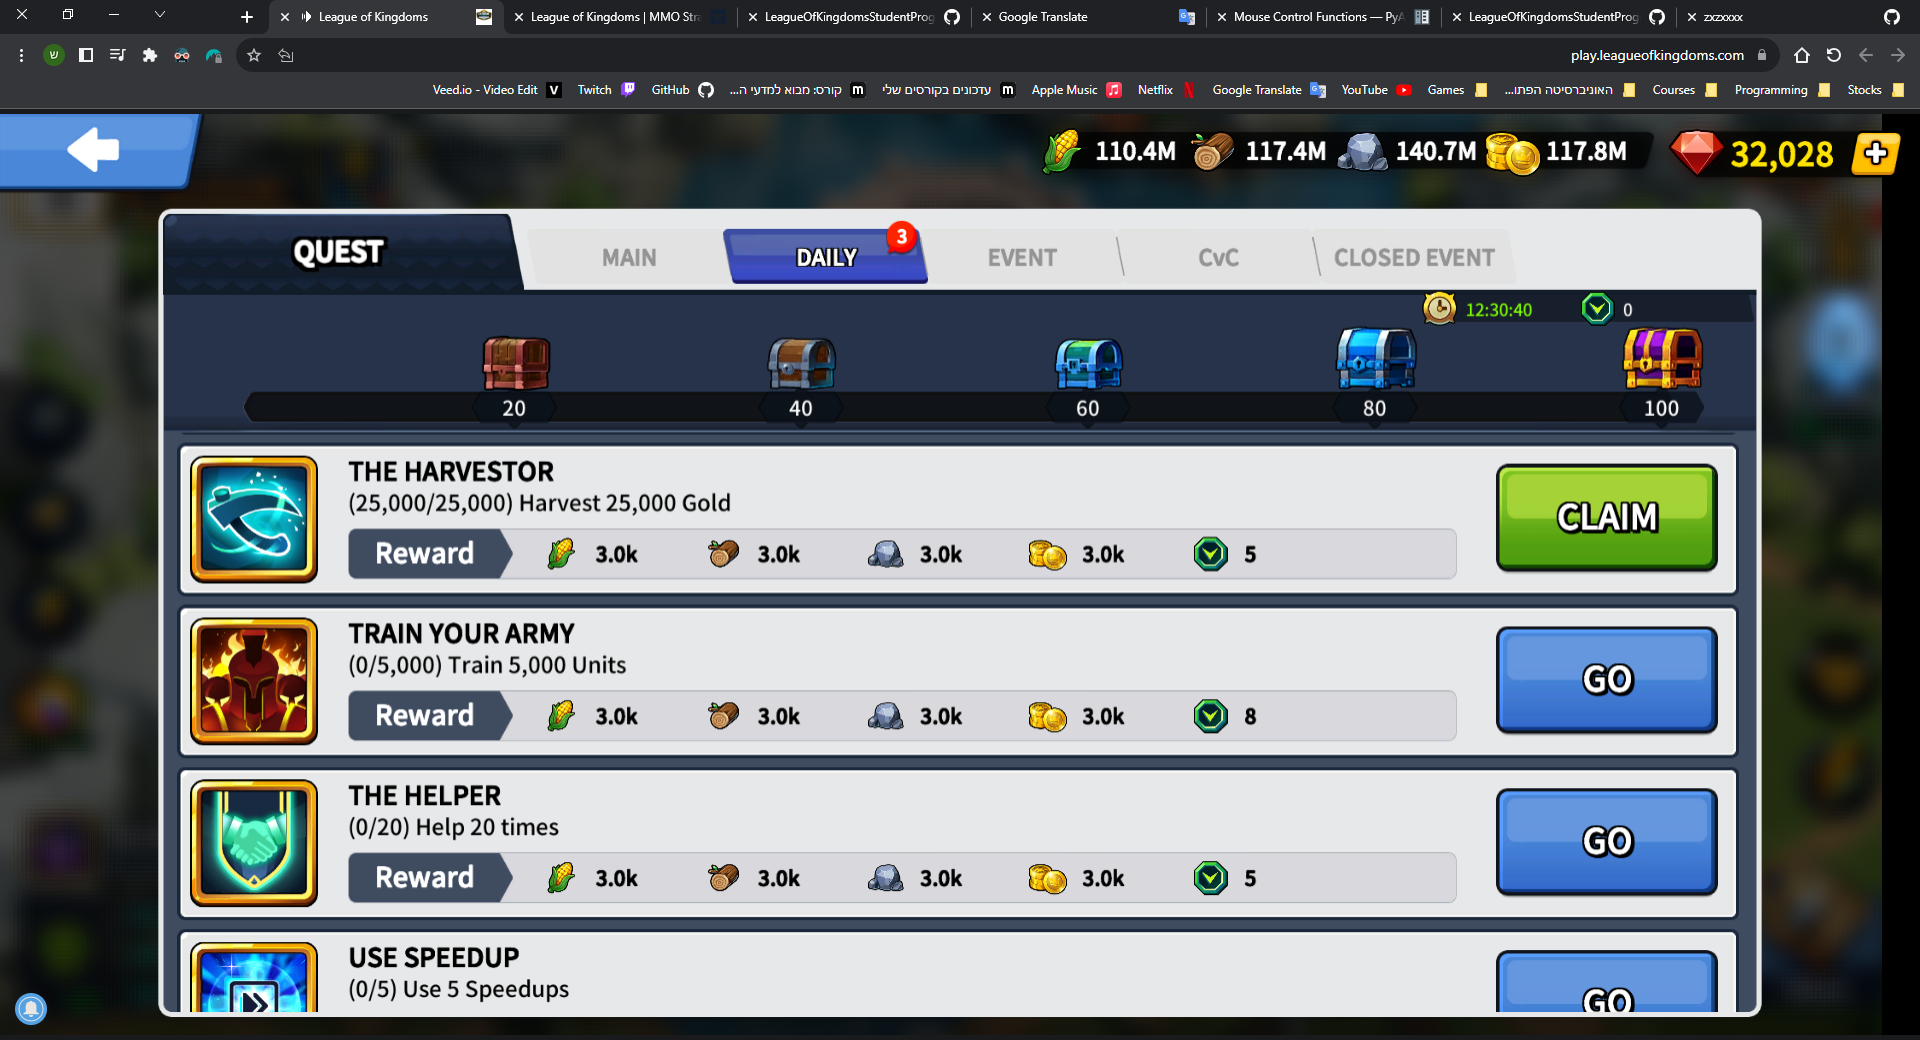 League of Kingdoms
League of Kingdoms | MMO Stra
LeagueOfKingdomsStudentProg
Google Translate
Mouse Control Functions — PyA
LeagueOfKingdomsStudentProg
zxzxxxx
play.leagueofkingdoms.com
Veed.io - Video Edit
Twitch
GitHub
קורס: מבוא למדעי ה...
עדכונים בקורסים שלי
Apple Music
Netflix
Google Translate
YouTube
Games
האוניברסיטה הפתו...
Courses
Programming
Stocks
110.4M
117.4M
140.7M
117.8M
32,028
QUEST
MAIN
DAILY
3
EVENT
CvC
CLOSED EVENT
12:30:40
0
20
40
60
80
100
THE HARVESTOR
(25,000/25,000) Harvest 25,000 Gold
Reward 3.0k 3.0k 3.0k 3.0k 5
CLAIM
TRAIN YOUR ARMY
(0/5,000) Train 5,000 Units
Reward 3.0k 3.0k 3.0k 3.0k 8
GO
THE HELPER
(0/20) Help 20 times
Reward 3.0k 3.0k 3.0k 3.0k 5
GO
USE SPEEDUP
(0/5) Use 5 Speedups
GO